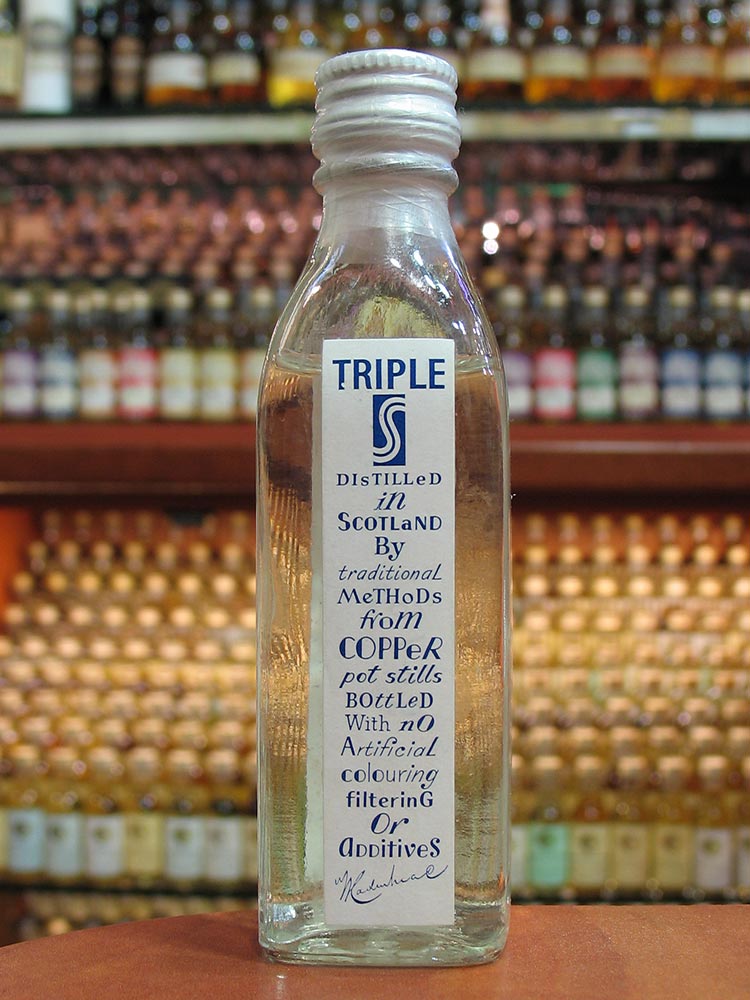 TRIPLE
S
DIsTILLeD
in
SCOTLaND
By
traditionaL
MeTHoDs
froM
COPPeR
pot stills
BOttLeD
With nO
ArtificiaL
colouring
filterinG
Or
aDDitiveS